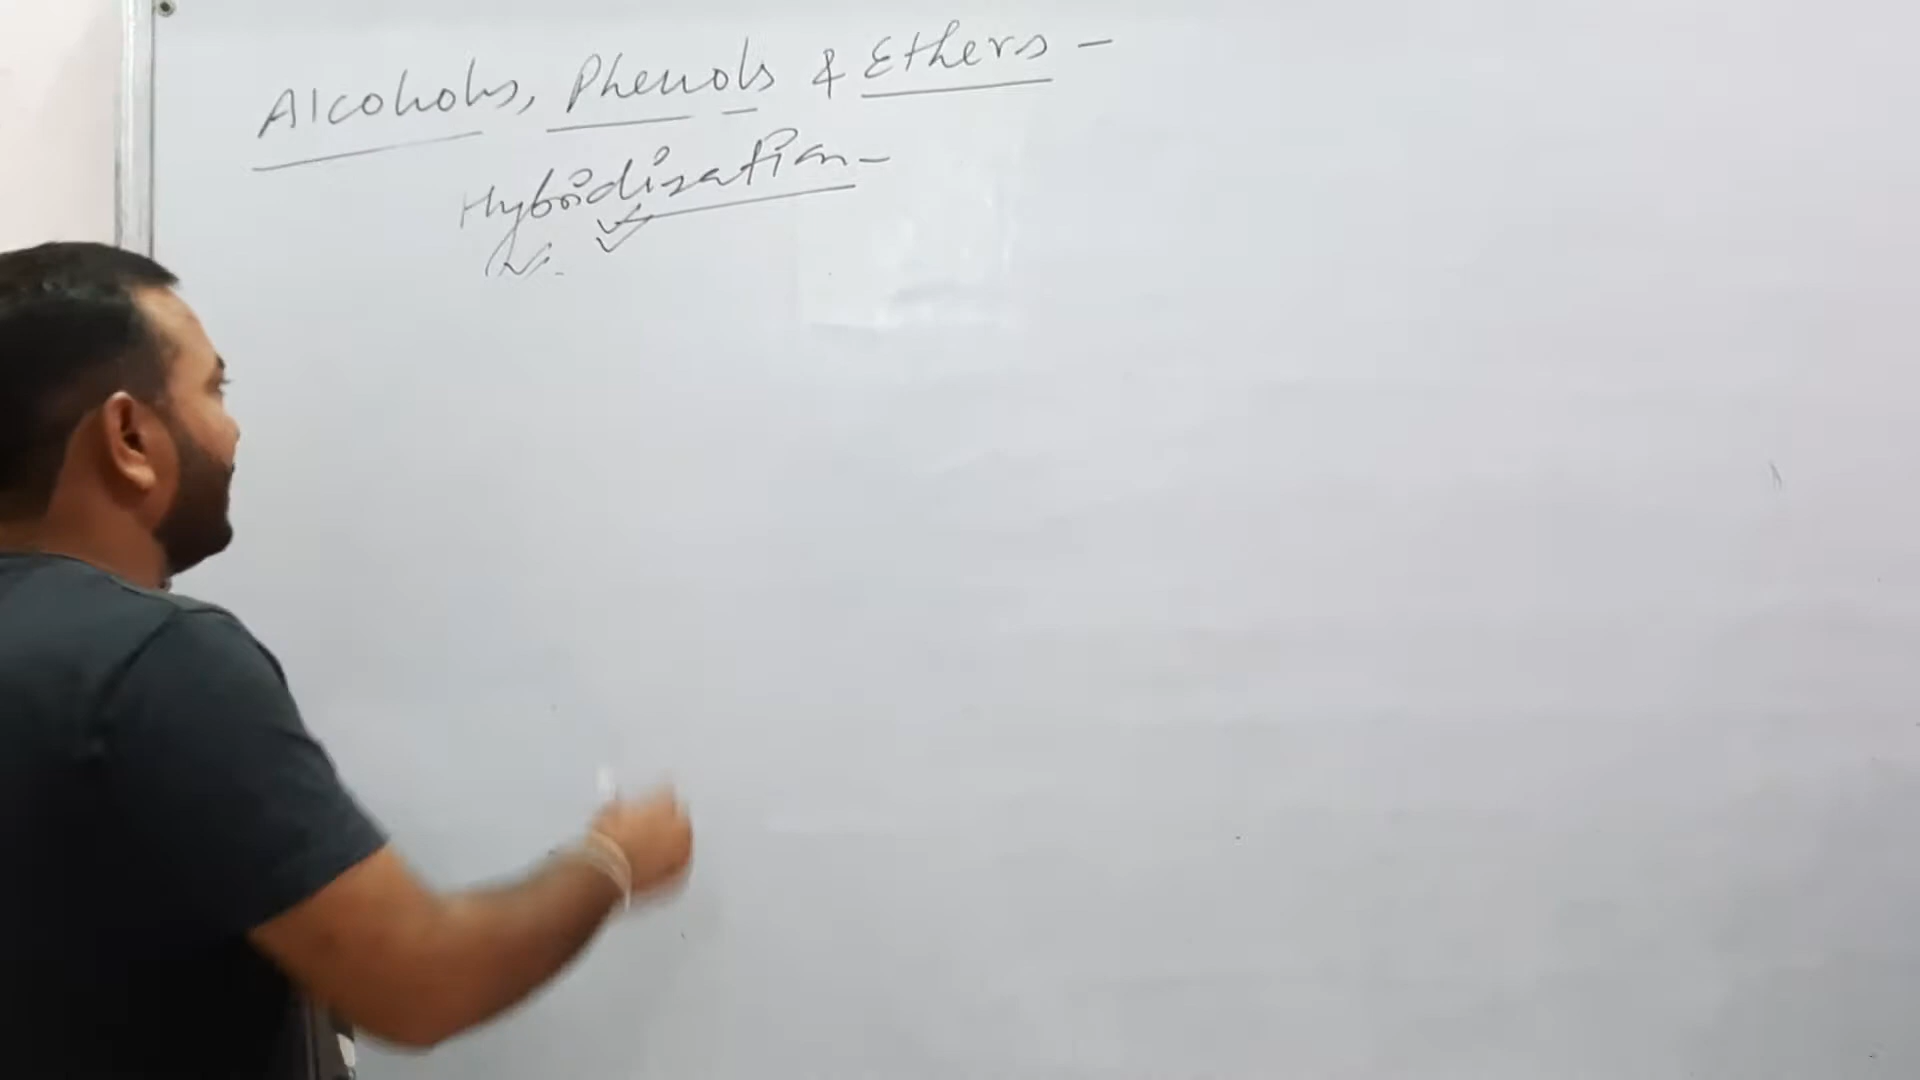 Alcohols, Phenols & Ethers -
Hybridization -